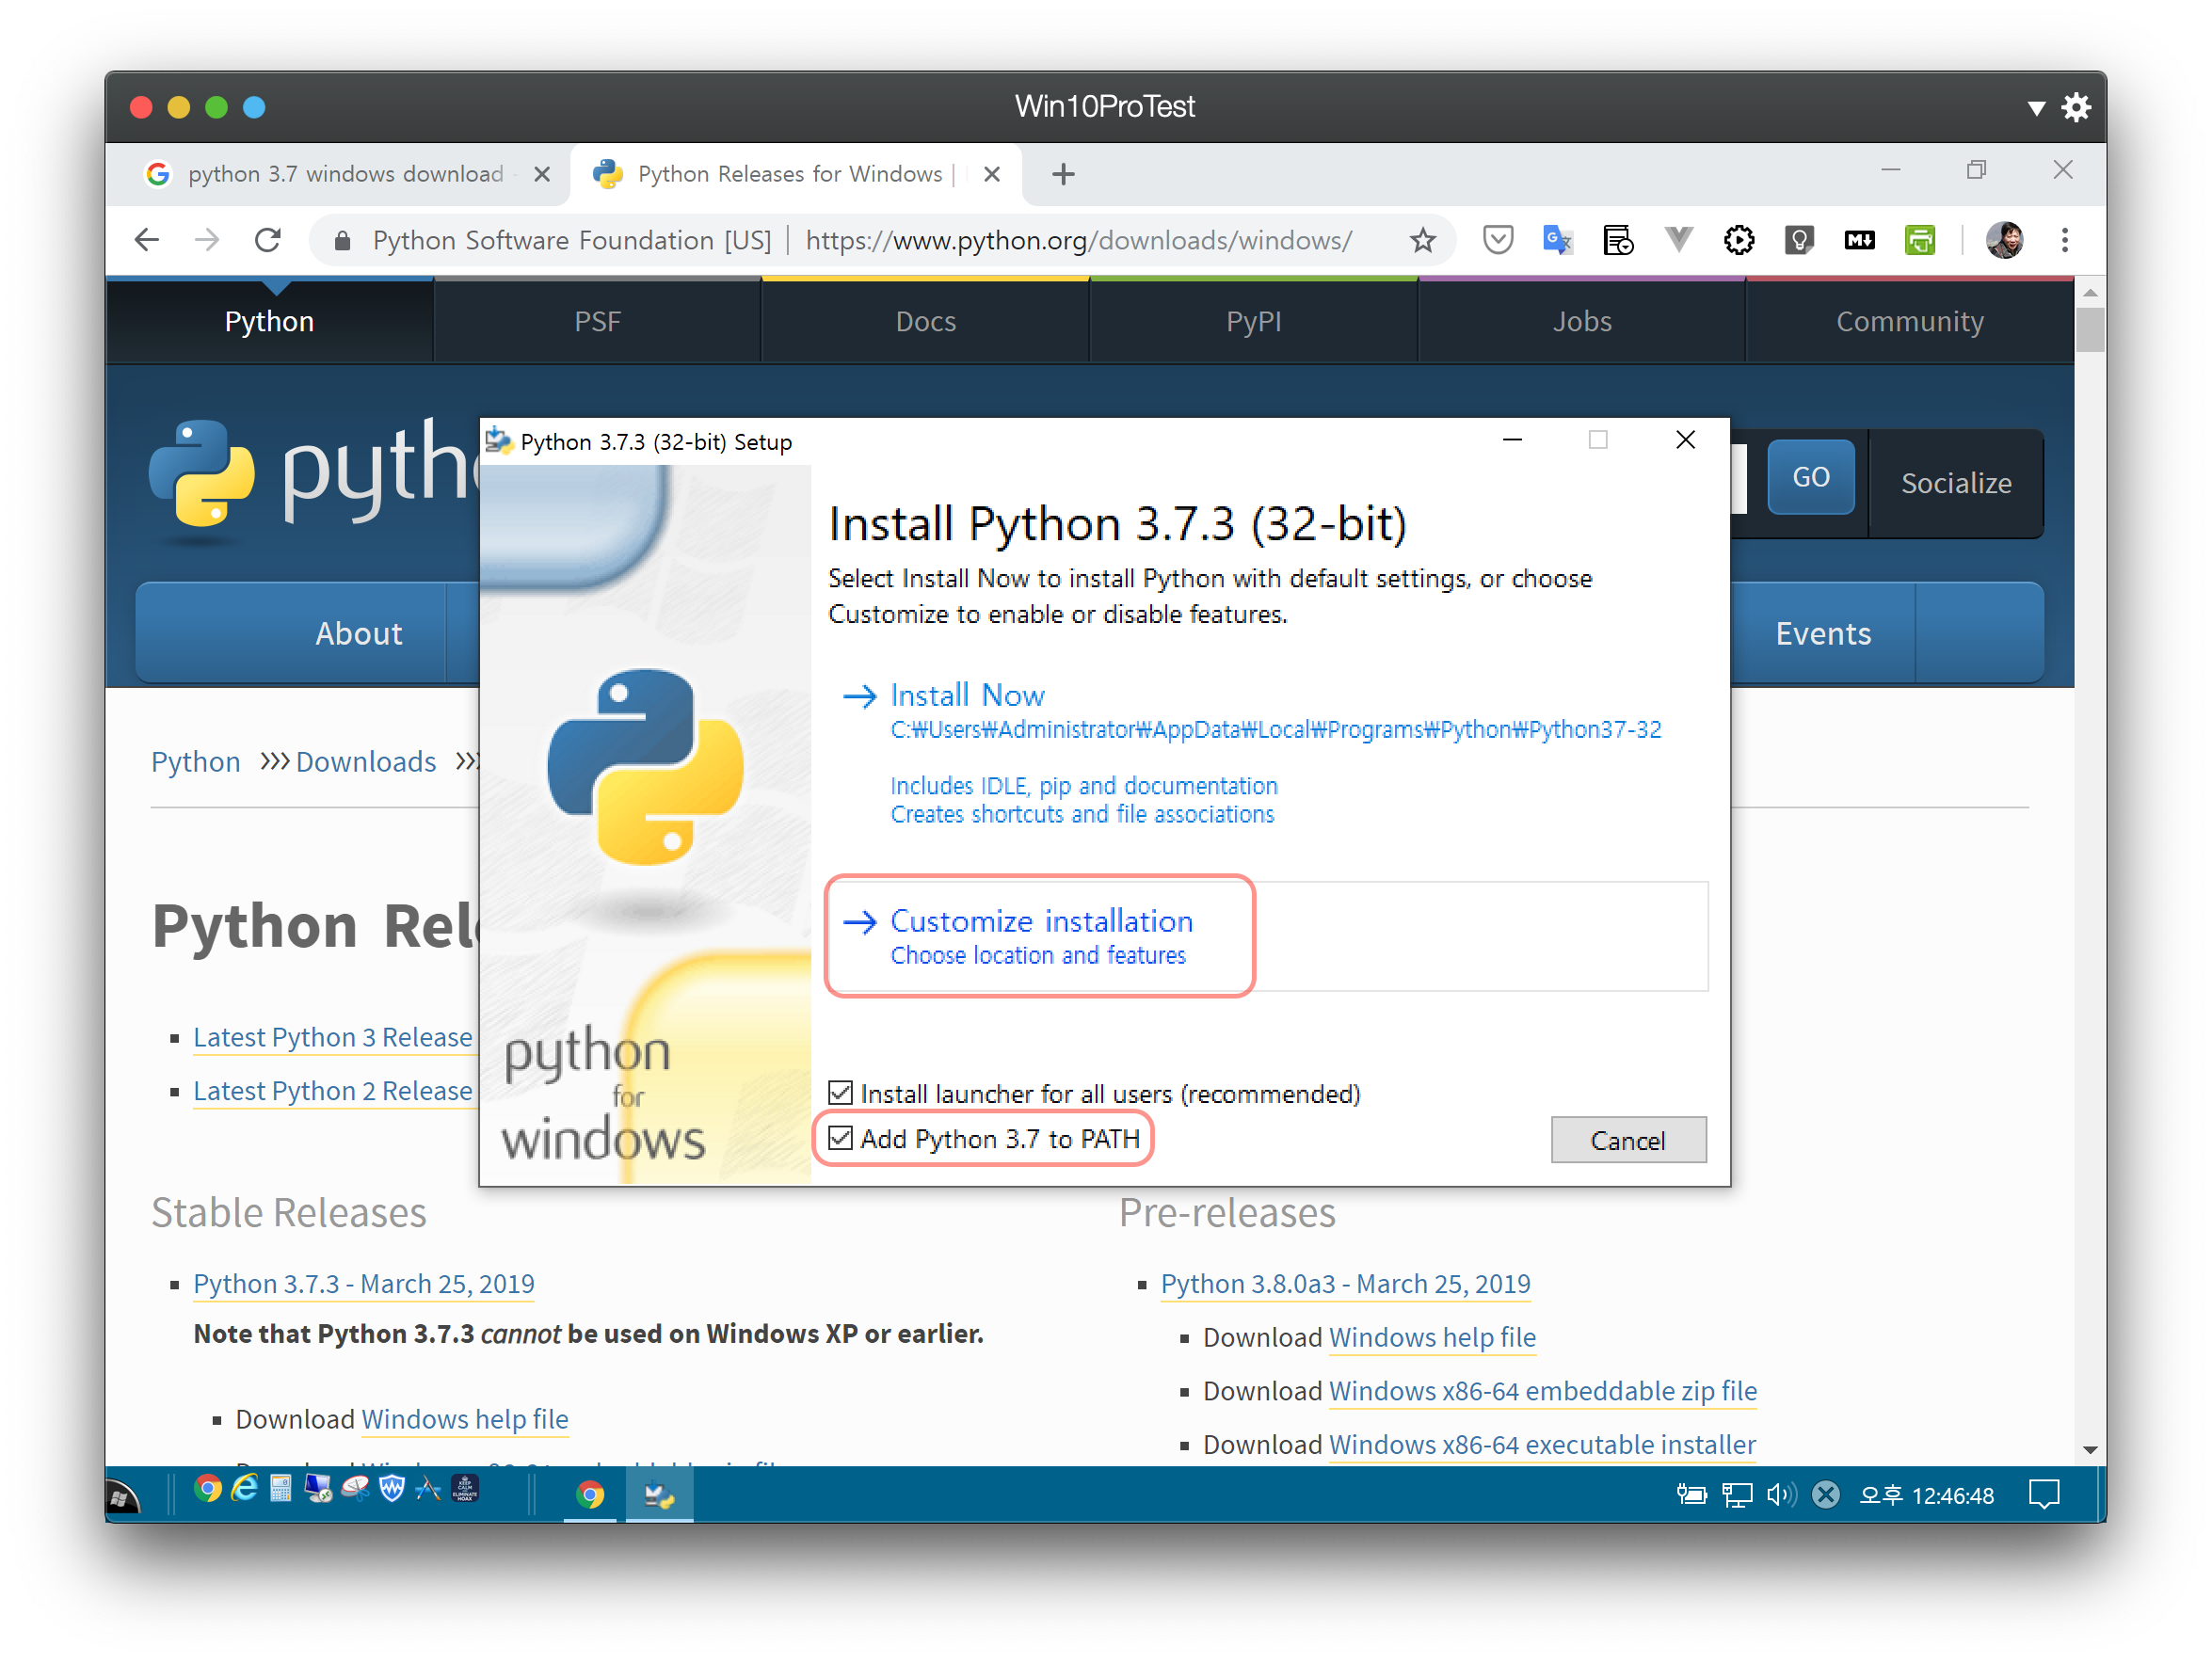 Win10ProTest
python 3.7 windows download
Python Releases for Windows |
Python Software Foundation [US] | https://www.python.org/downloads/windows/
Python PSF Docs PyPI Jobs Community
GO
Socialize
About
Events
Python >>> Downloads >>>
Latest Python 3 Release
Latest Python 2 Release
Python 3.7.3 (32-bit) Setup
Install Python 3.7.3 (32-bit)
Select Install Now to install Python with default settings, or choose
Customize to enable or disable features.
Install Now
C:₩Users₩Administrator₩AppData₩Local₩Programs₩Python₩Python37-32
Includes IDLE, pip and documentation
Creates shortcuts and file associations
Customize installation
Choose location and features
python
for
windows
Install launcher for all users (recommended)
Add Python 3.7 to PATH
Cancel
Stable Releases
Python 3.7.3 - March 25, 2019
Note that Python 3.7.3 cannot be used on Windows XP or earlier.
Download Windows help file
Pre-releases
Python 3.8.0a3 - March 25, 2019
Download Windows help file
Download Windows x86-64 embeddable zip file
Download Windows x86-64 executable installer
오후 12:46:48